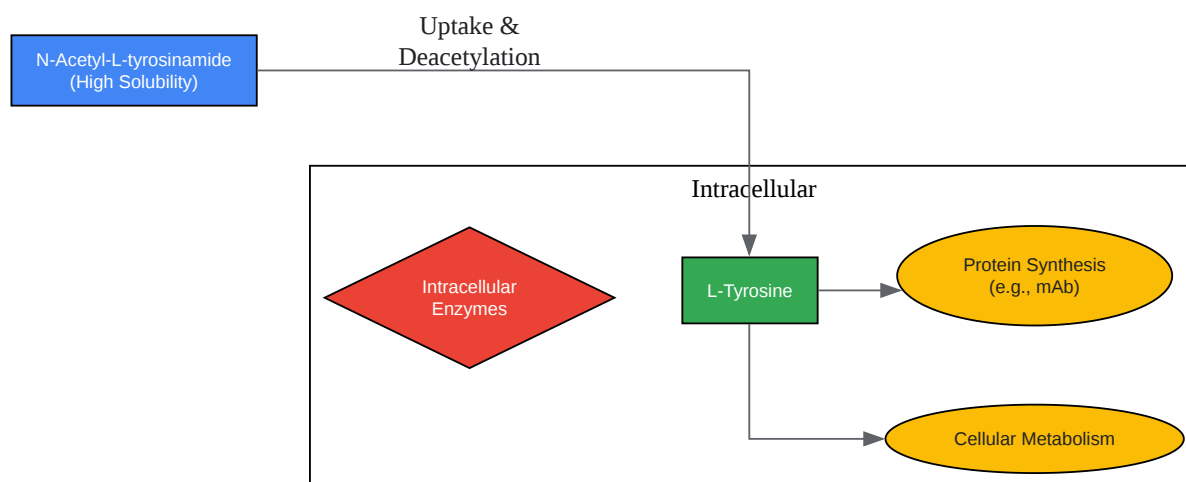 Uptake &
Deacetylation
N-Acetyl-L-tyrosinamide
(High Solubility)
Intracellular
Intracellular
Enzymes
L-Tyrosine
Protein Synthesis
(e.g., mAb)
Cellular Metabolism